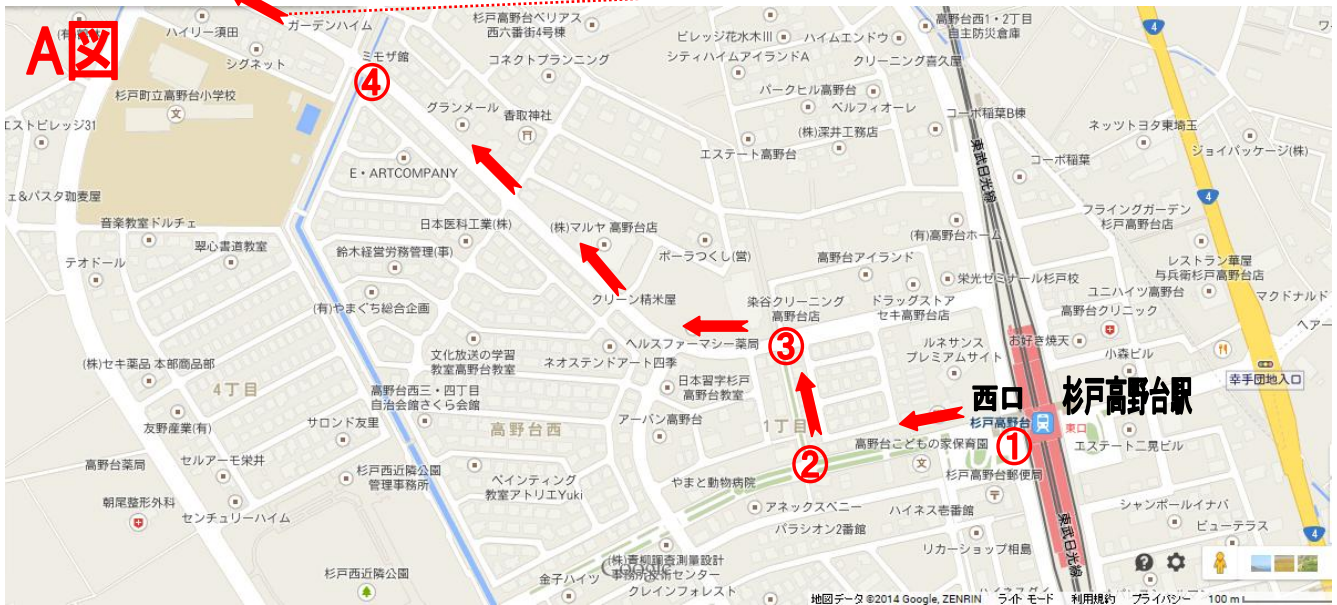 A図
ハイリー須田
ガーデンハイム
シグネット
ミモザ館
④
杉戸高野台ペリアス
西六番街4号棟
コネクトプランニング
ビレッジ花水木III
ハイムエンドウ
シティハイムアイランドA
クリーニング喜久屋
高野台西1・2丁目
自主防災倉庫
4
杉戸町立高野台小学校
文
エストビレッジ31
グランメール
香取神社
パークヒル高野台
ベルフィオーレ
(株)深井工務店
エステート高野台
コーポ稲葉B棟
東武日光線
ネッツトヨタ東埼玉
ジョイパッケージ(株)
コーポ稲葉
E・ARTCOMPANY
4
ェ&パスタ珈麦屋
音楽教室ドルチェ
翠心書道教室
テオドール
日本医科工業(株)
鈴木経営労務管理(事)
(株)マルヤ 高野台店
ポーラつくし(営)
(有)高野台ホーム
高野台アイランド
フライングガーデン
杉戸高野台店
レストラン華屋
与兵衛杉戸高野台店
栄光ゼミナール杉戸校
ユニハイツ高野台
マクドナルド
(有)やまぐち総合企画
クリーン精米屋
染谷クリーニング
高野台店
ドラッグストア
セキ高野台店
高野台クリニック
ヘアー
③
ヘルスファーマシー薬局
お好き焼天
小森ビル
(株)セキ薬品 本部商品部
文化放送の学習
教室高野台教室
ネオステンドアート四季
ルネサンス
プレミアムサイト
幸手団地入口
4丁目
高野台西三・四丁目
自治会館さくら会館
日本習字杉戸
高野台教室
西口
杉戸高野台駅
サロンド友里
友野産業(有)
高野台西
アーバン高野台
1丁目
杉戸高野台
東口
①
②
高野台こどもの家保育園
文
エステート二晃ビル
高野台薬局
セルアーモ栄井
杉戸西近隣公園
管理事務所
ペインティング
教室アトリエYuki
やまと動物病院
杉戸高野台郵便局
朝尾整形外科
センチュリーハイム
アネックスベニー
ハイネス壱番館
シャンボールイナバ
パラシオン2番館
ビューテラス
リカーショップ相島
東武日光線
4
杉戸西近隣公園
(株)青柳調査測量設計
事務所技術センター
Google
金子ハイツ
クレインフォレスト
地図データ ©2014 Google, ZENRIN
ライト モード
利用規約
プライバシー
100 m